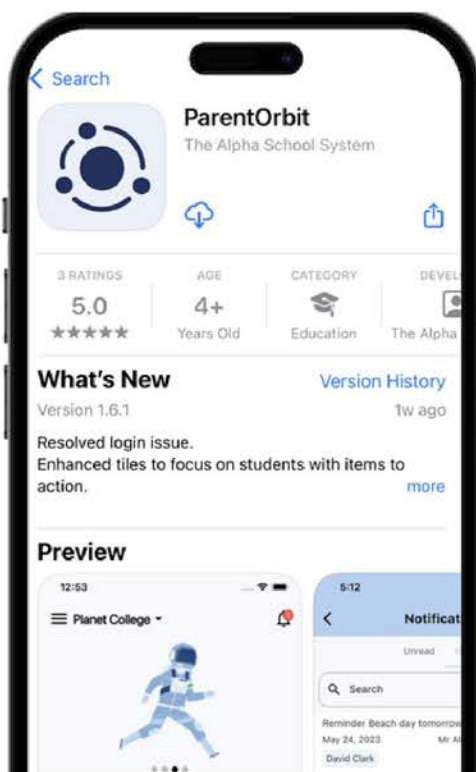 Search
ParentOrbit
The Alpha School System
3 RATINGS
AGE
CATEGORY
5.0
4+
Years Old
Education
The Alpha
What's New
Version History
Version 1.6.1
1w ago
Resolved login issue.
Enhanced tiles to focus on students with items to
action.
more
Preview
12:53
Planet College
5:12
Notificat
Unread
Search
Reminder Beach day tomorrow
May 24, 2023
Mr Al
David Clark